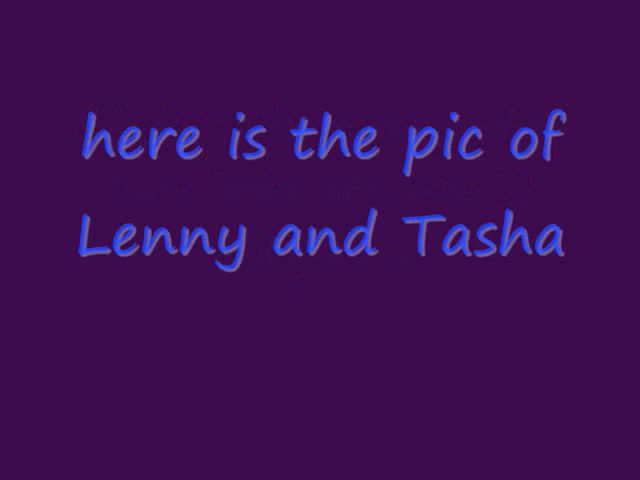 here is the pic of
Lenny and Tasha